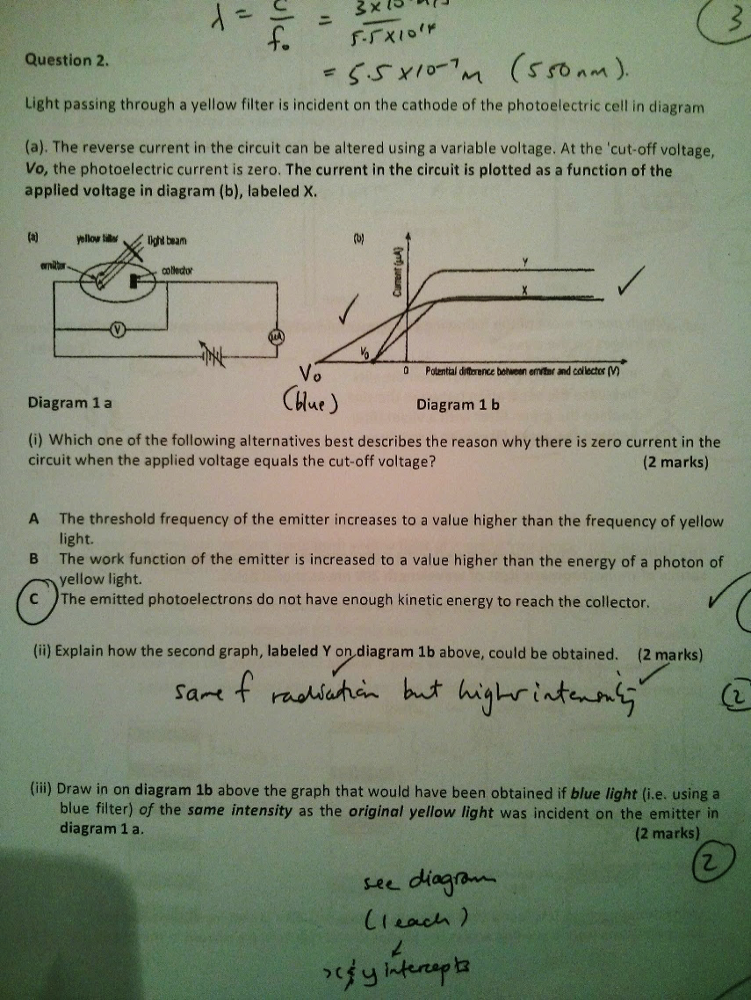 λ = c/f₀ = 3×10 / 5.5×10¹⁴
3
Question 2.
= 5.5 × 10⁻⁷ m (550 nm).
Light passing through a yellow filter is incident on the cathode of the photoelectric cell in diagram
(a). The reverse current in the circuit can be altered using a variable voltage. At the 'cut-off voltage,
Vo, the photoelectric current is zero. The current in the circuit is plotted as a function of the
applied voltage in diagram (b), labeled X.
(a) yellow filter light beam
emitter collector
V
μA
(b)
Current (μA)
Y
X
V₀
0 Potential difference between emitter and collector (V)
Vo
(blue)
Diagram 1 a
Diagram 1 b
(i) Which one of the following alternatives best describes the reason why there is zero current in the
circuit when the applied voltage equals the cut-off voltage? (2 marks)
A The threshold frequency of the emitter increases to a value higher than the frequency of yellow
light.
B The work function of the emitter is increased to a value higher than the energy of a photon of
yellow light.
C The emitted photoelectrons do not have enough kinetic energy to reach the collector.
(ii) Explain how the second graph, labeled Y on diagram 1b above, could be obtained. (2 marks)
same f radiation but higher intensity
2
(iii) Draw in on diagram 1b above the graph that would have been obtained if blue light (i.e. using a
blue filter) of the same intensity as the original yellow light was incident on the emitter in
diagram 1 a. (2 marks)
2
see diagram
(1 each)
x & y intercepts